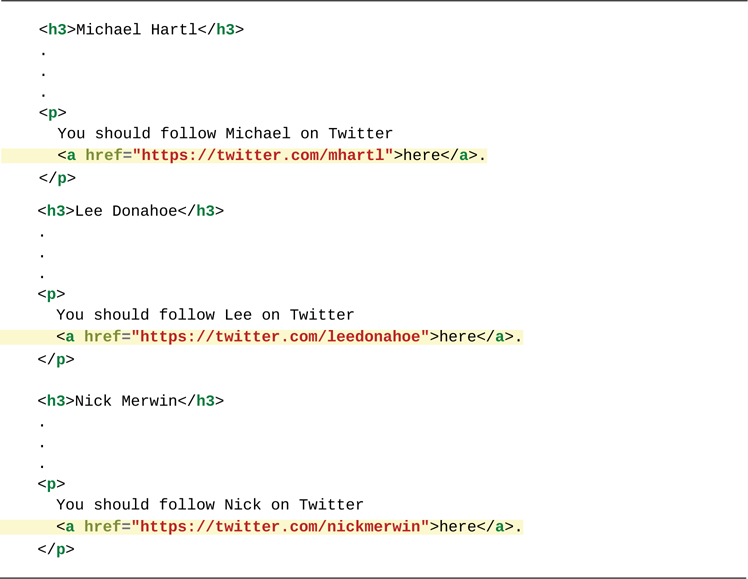 <h3>Michael Hartl</h3>
.
.
.
<p>
You should follow Michael on Twitter
<a href="https://twitter.com/mhartl">here</a>.
</p>
<h3>Lee Donahoe</h3>
.
.
.
<p>
You should follow Lee on Twitter
<a href="https://twitter.com/leedonahoe">here</a>.
</p>
<h3>Nick Merwin</h3>
.
.
.
<p>
You should follow Nick on Twitter
<a href="https://twitter.com/nickmerwin">here</a>.
</p>